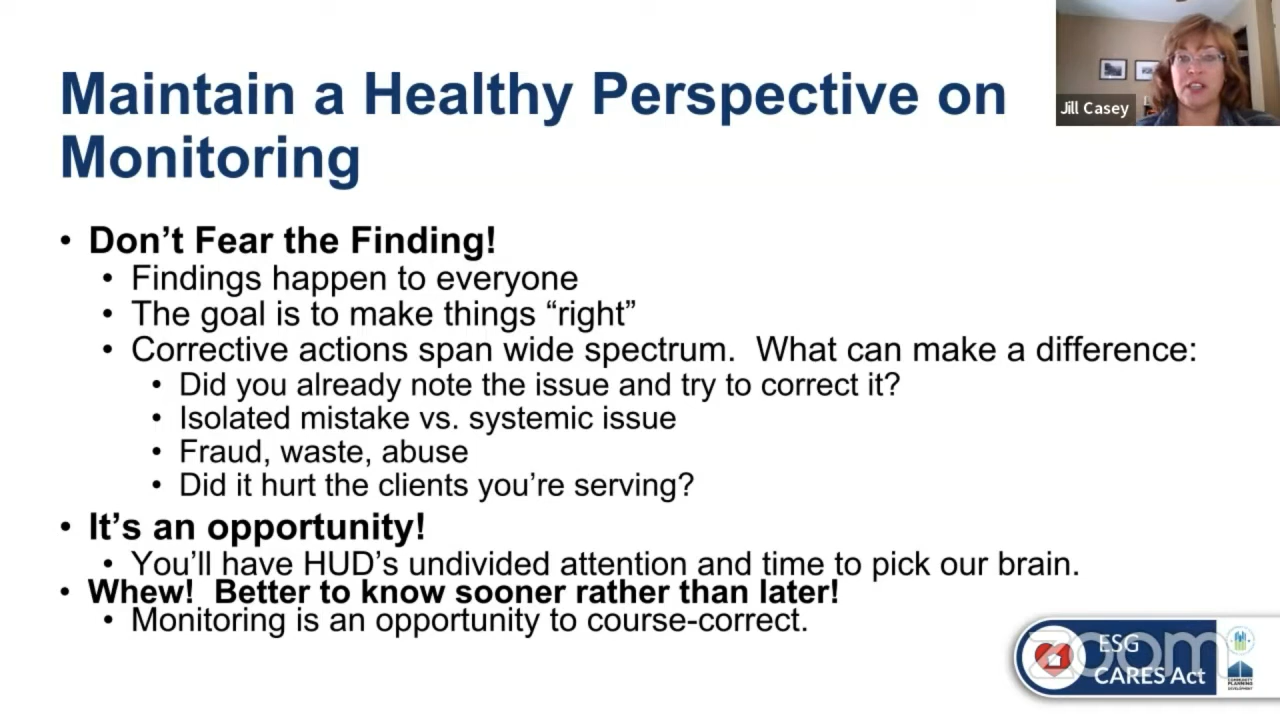 Maintain a Healthy Perspective on
Monitoring
Jill Casey
• Don’t Fear the Finding!
• Findings happen to everyone
• The goal is to make things “right”
• Corrective actions span wide spectrum.  What can make a difference:
• Did you already note the issue and try to correct it?
• Isolated mistake vs. systemic issue
• Fraud, waste, abuse
• Did it hurt the clients you’re serving?
• It’s an opportunity!
• You’ll have HUD’s undivided attention and time to pick our brain.
• Whew!  Better to know sooner rather than later!
• Monitoring is an opportunity to course-correct.
zoom
ESG
CARES Act
COMMUNITY
PLANNING
DEVELOPMENT